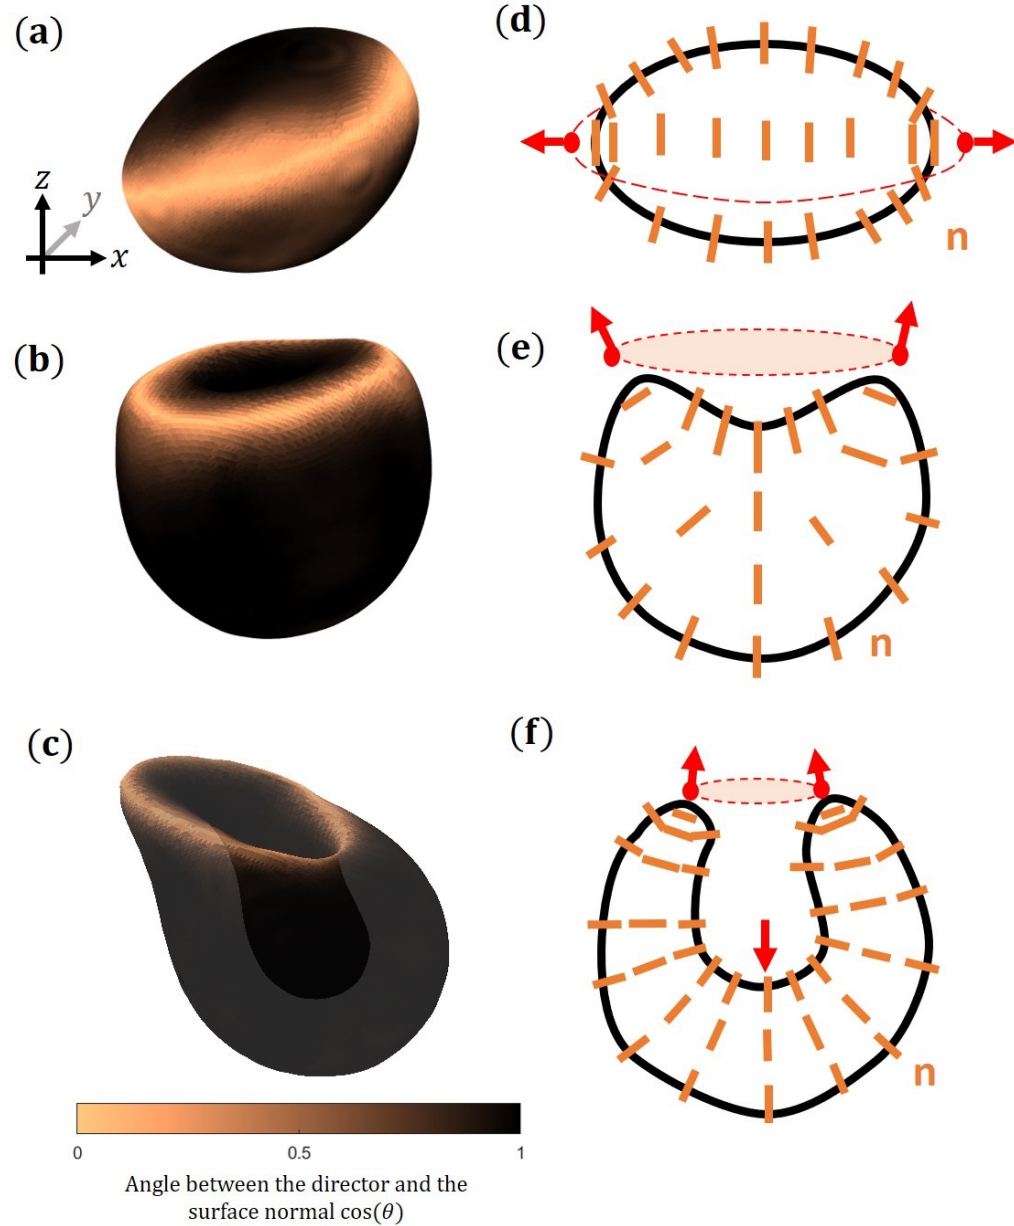 (a)
(d)
z
y
x
n
(b)
(e)
n
(c)
(f)
n
0
0.5
1
Angle between the director and the
surface normal cos(θ)